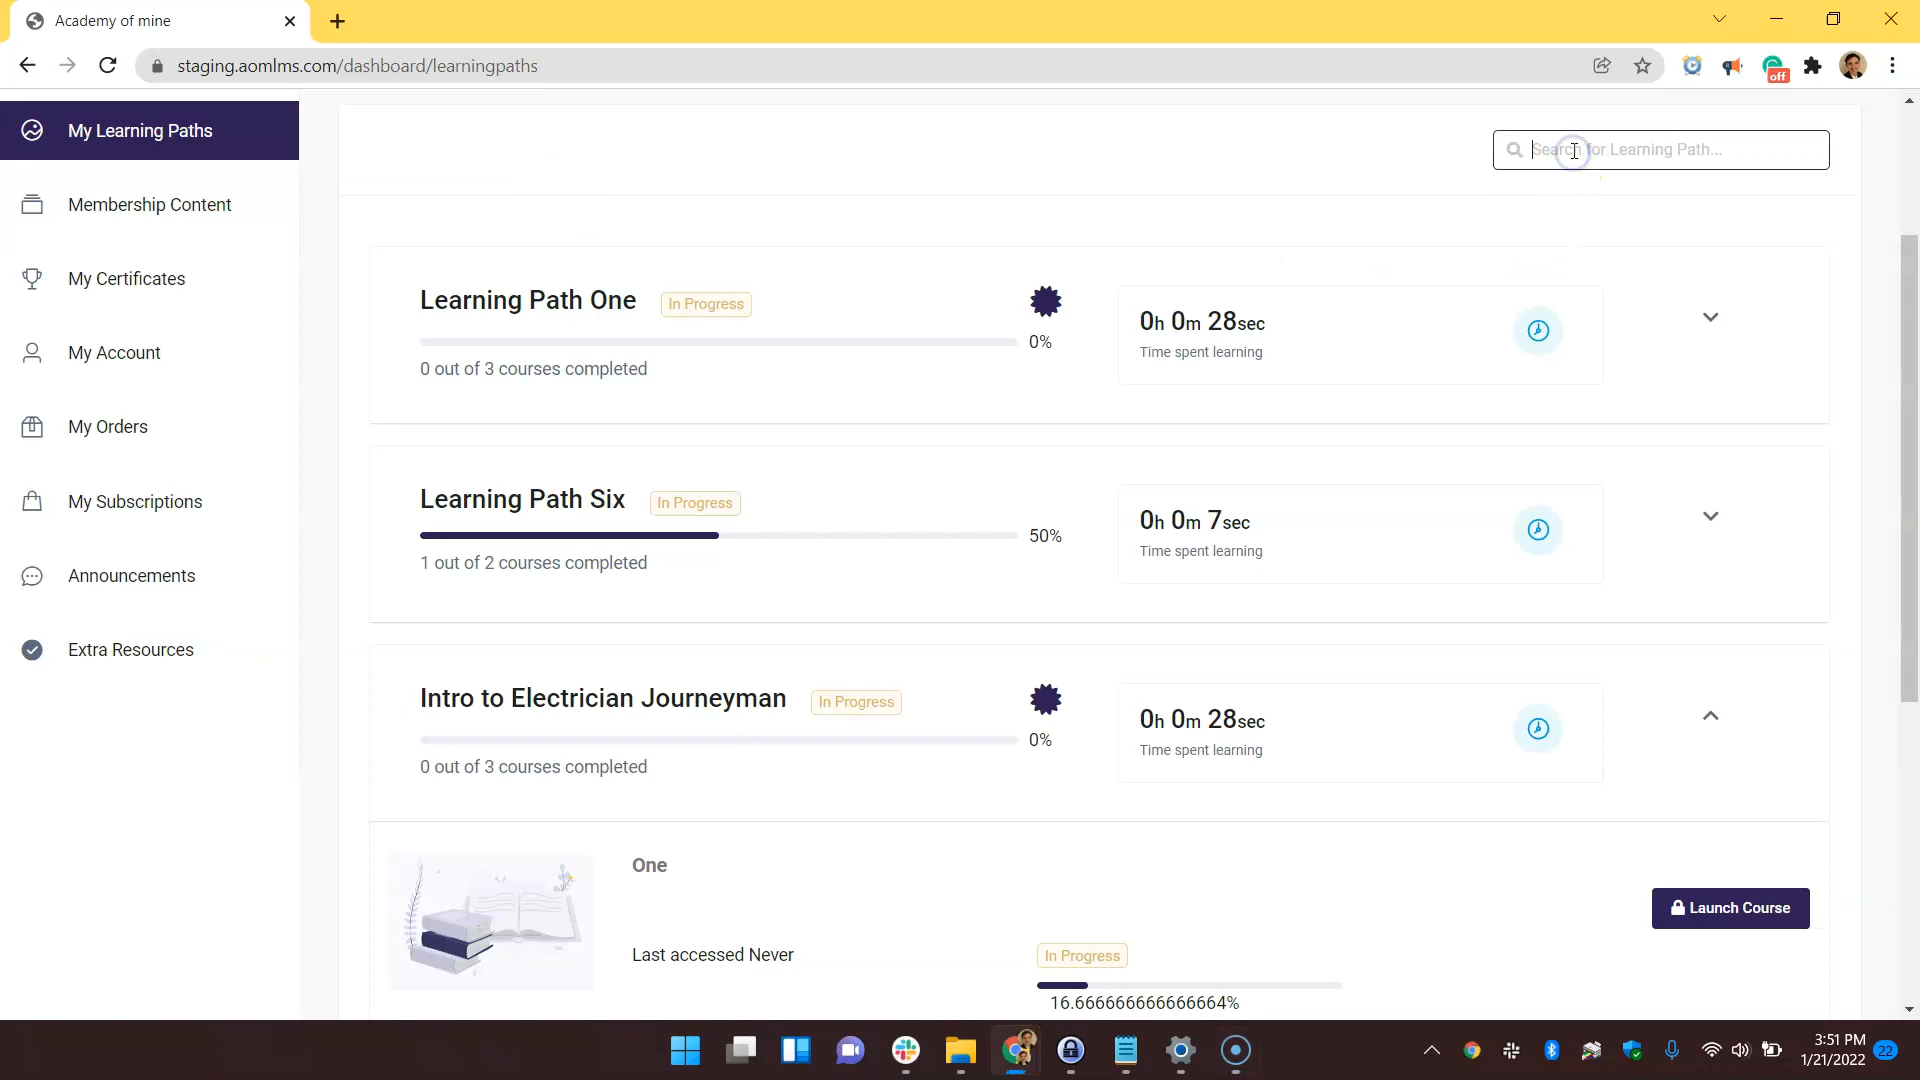 Academy of mine
staging.aomlms.com/dashboard/learningpaths
off
My Learning Paths
Membership Content
My Certificates
My Account
My Orders
My Subscriptions
Announcements
Extra Resources
Search for Learning Path...
Learning Path One
In Progress
0%
0 out of 3 courses completed
0h 0m 28sec
Time spent learning
Learning Path Six
In Progress
50%
1 out of 2 courses completed
0h 0m 7sec
Time spent learning
Intro to Electrician Journeyman
In Progress
0%
0 out of 3 courses completed
0h 0m 28sec
Time spent learning
One
Launch Course
Last accessed Never
In Progress
16.666666666666664%
3:51 PM
1/21/2022
22